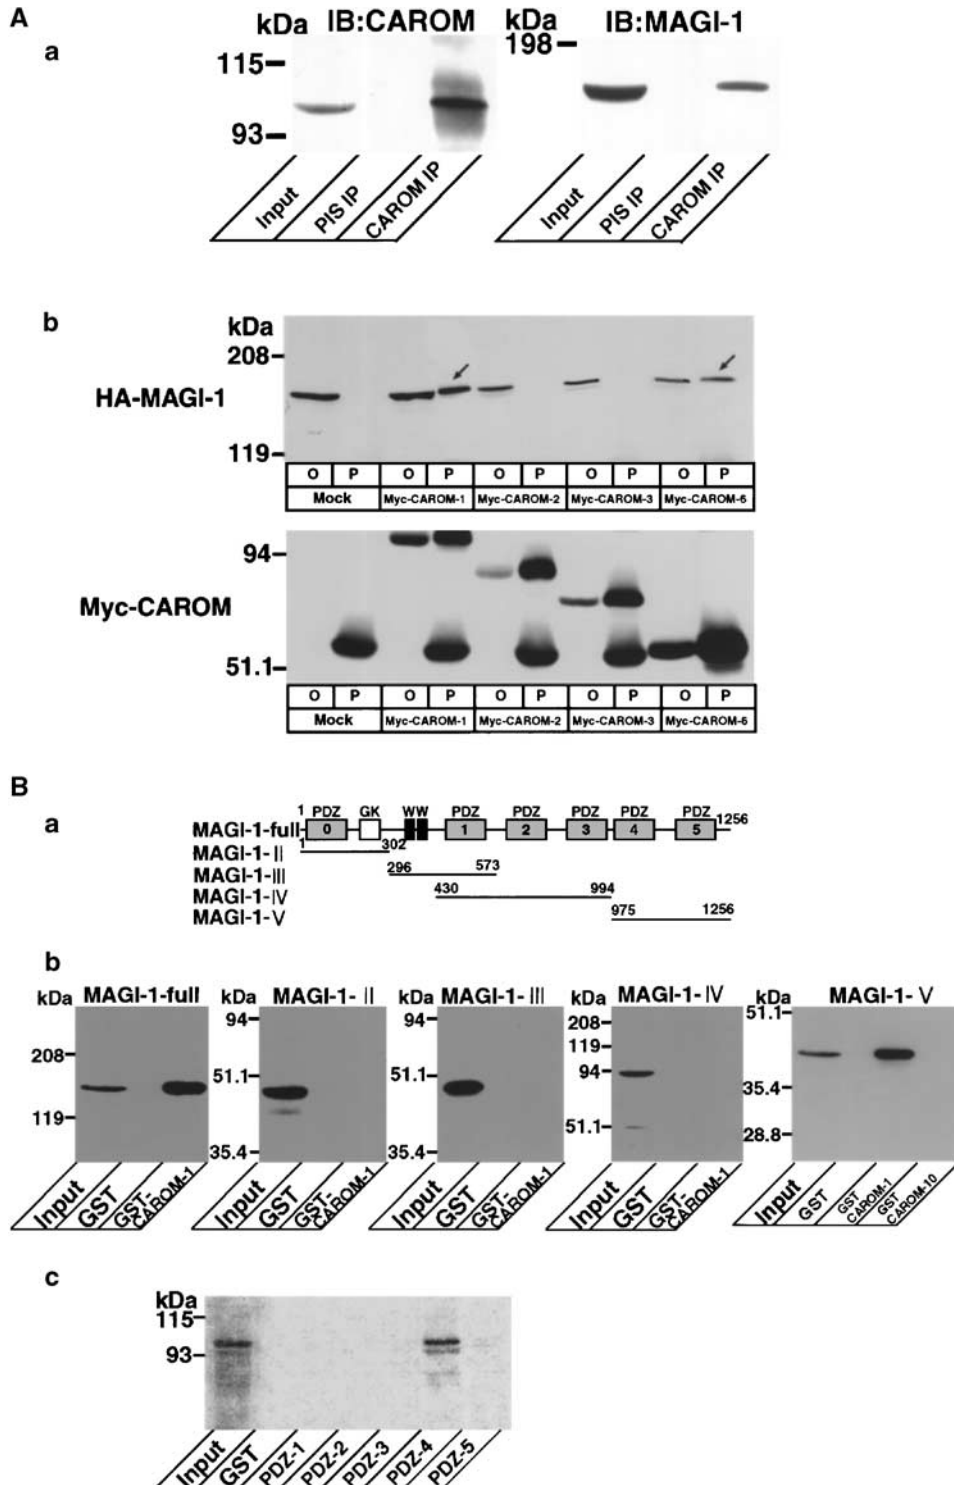 A
a
kDa IB:CAROM
115
93
Input PIS IP CAROM IP
kDa IB:MAGI-1
198
Input PIS IP CAROM IP
b
kDa
208
HA-MAGI-1
119
O P O P O P O P O P
Mock Myc-CAROM-1 Myc-CAROM-2 Myc-CAROM-3 Myc-CAROM-6
94
Myc-CAROM
51.1
O P O P O P O P O P
Mock Myc-CAROM-1 Myc-CAROM-2 Myc-CAROM-3 Myc-CAROM-6
B
a
1 PDZ GK WW PDZ PDZ PDZ PDZ PDZ 1256
MAGI-1-full 0 1 2 3 4 5
MAGI-1-II 1 302
MAGI-1-III 296 573
MAGI-1-IV 430 994
MAGI-1-V 975 1256
b
kDa MAGI-1-full
208
119
Input GST GST-CAROM-1
kDa MAGI-1-II
94
51.1
35.4
Input GST GST-CAROM-1
kDa MAGI-1-III
94
51.1
35.4
Input GST GST-CAROM-1
kDa MAGI-1-IV
208
119
94
51.1
Input GST GST-CAROM-1
kDa MAGI-1-V
51.1
35.4
28.8
Input GST GST CAROM-1 GST CAROM-10
c
kDa
115
93
Input GST PDZ-1 PDZ-2 PDZ-3 PDZ-4 PDZ-5